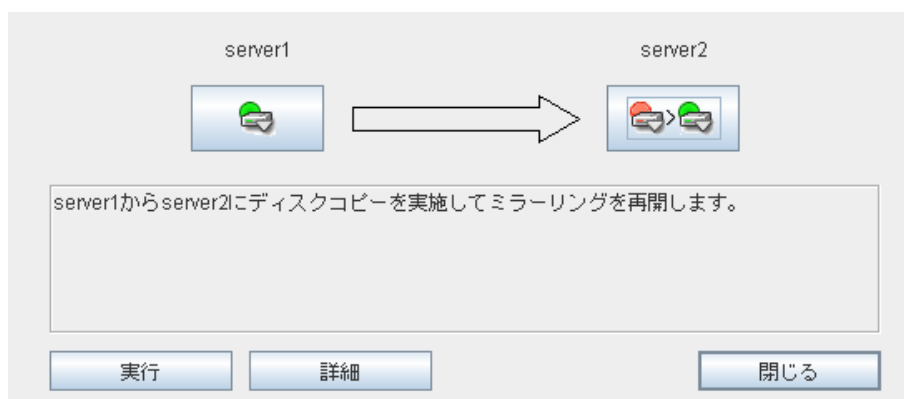 server1
server2
server1からserver2にディスクコピーを実施してミラーリングを再開します。
実行
詳細
閉じる